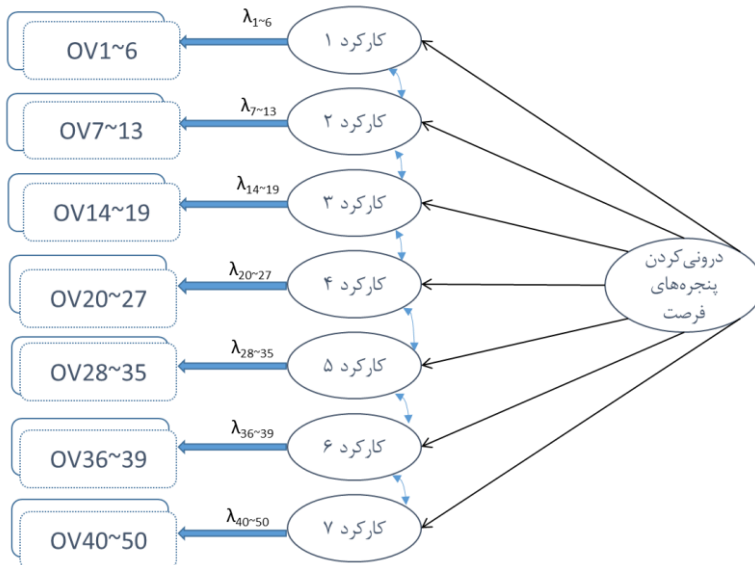 OV1~6
λ1~6
کارکرد ۱
OV7~13
λ7~13
کارکرد ۲
OV14~19
λ14~19
کارکرد ۳
OV20~27
λ20~27
کارکرد ۴
OV28~35
λ28~35
کارکرد ۵
OV36~39
λ36~39
کارکرد ۶
OV40~50
λ40~50
کارکرد ۷
درونی‌کردن
پنجره‌های
فرصت